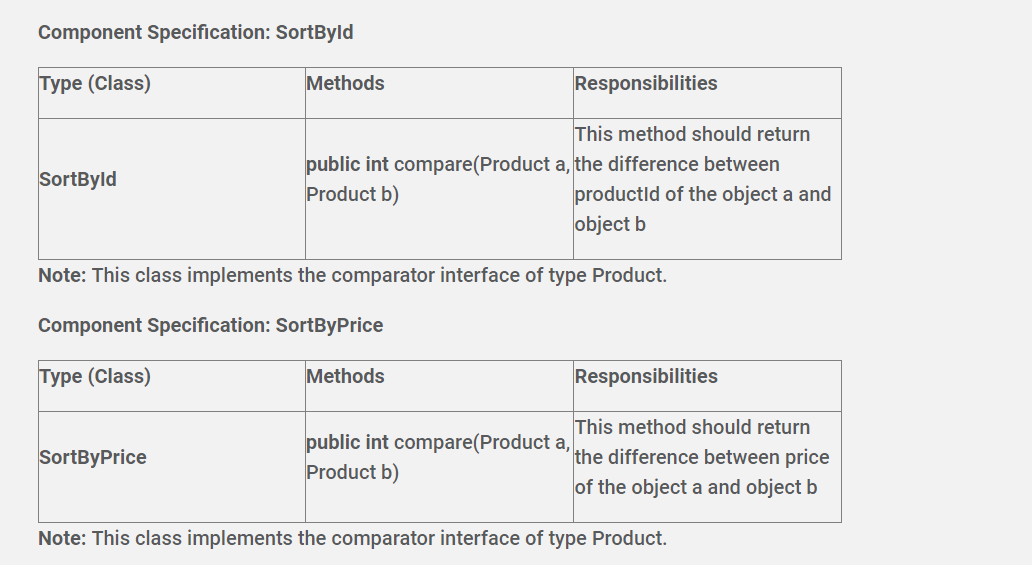 Component Specification: SortById
Type (Class) Methods Responsibilities
SortById
public int compare(Product a,
Product b)
This method should return
the difference between
productId of the object a and
object b
Note: This class implements the comparator interface of type Product.
Component Specification: SortByPrice
Type (Class) Methods Responsibilities
SortByPrice
public int compare(Product a,
Product b)
This method should return
the difference between price
of the object a and object b
Note: This class implements the comparator interface of type Product.